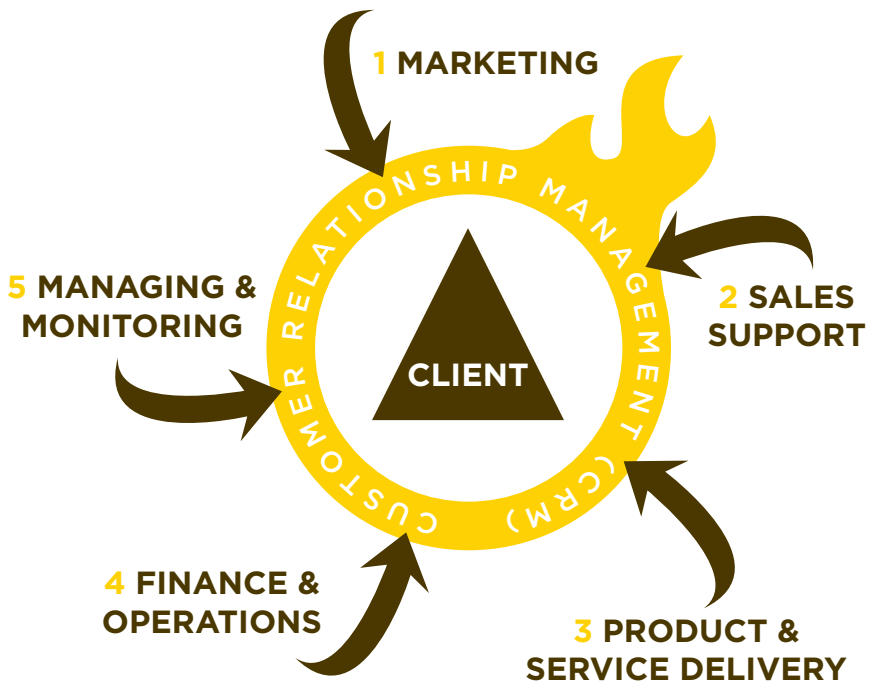 1 MARKETING
2 SALES
SUPPORT
3 PRODUCT &
SERVICE DELIVERY
4 FINANCE &
OPERATIONS
5 MANAGING &
MONITORING
CUSTOMER RELATIONSHIP MANAGEMENT (CRM)
CLIENT